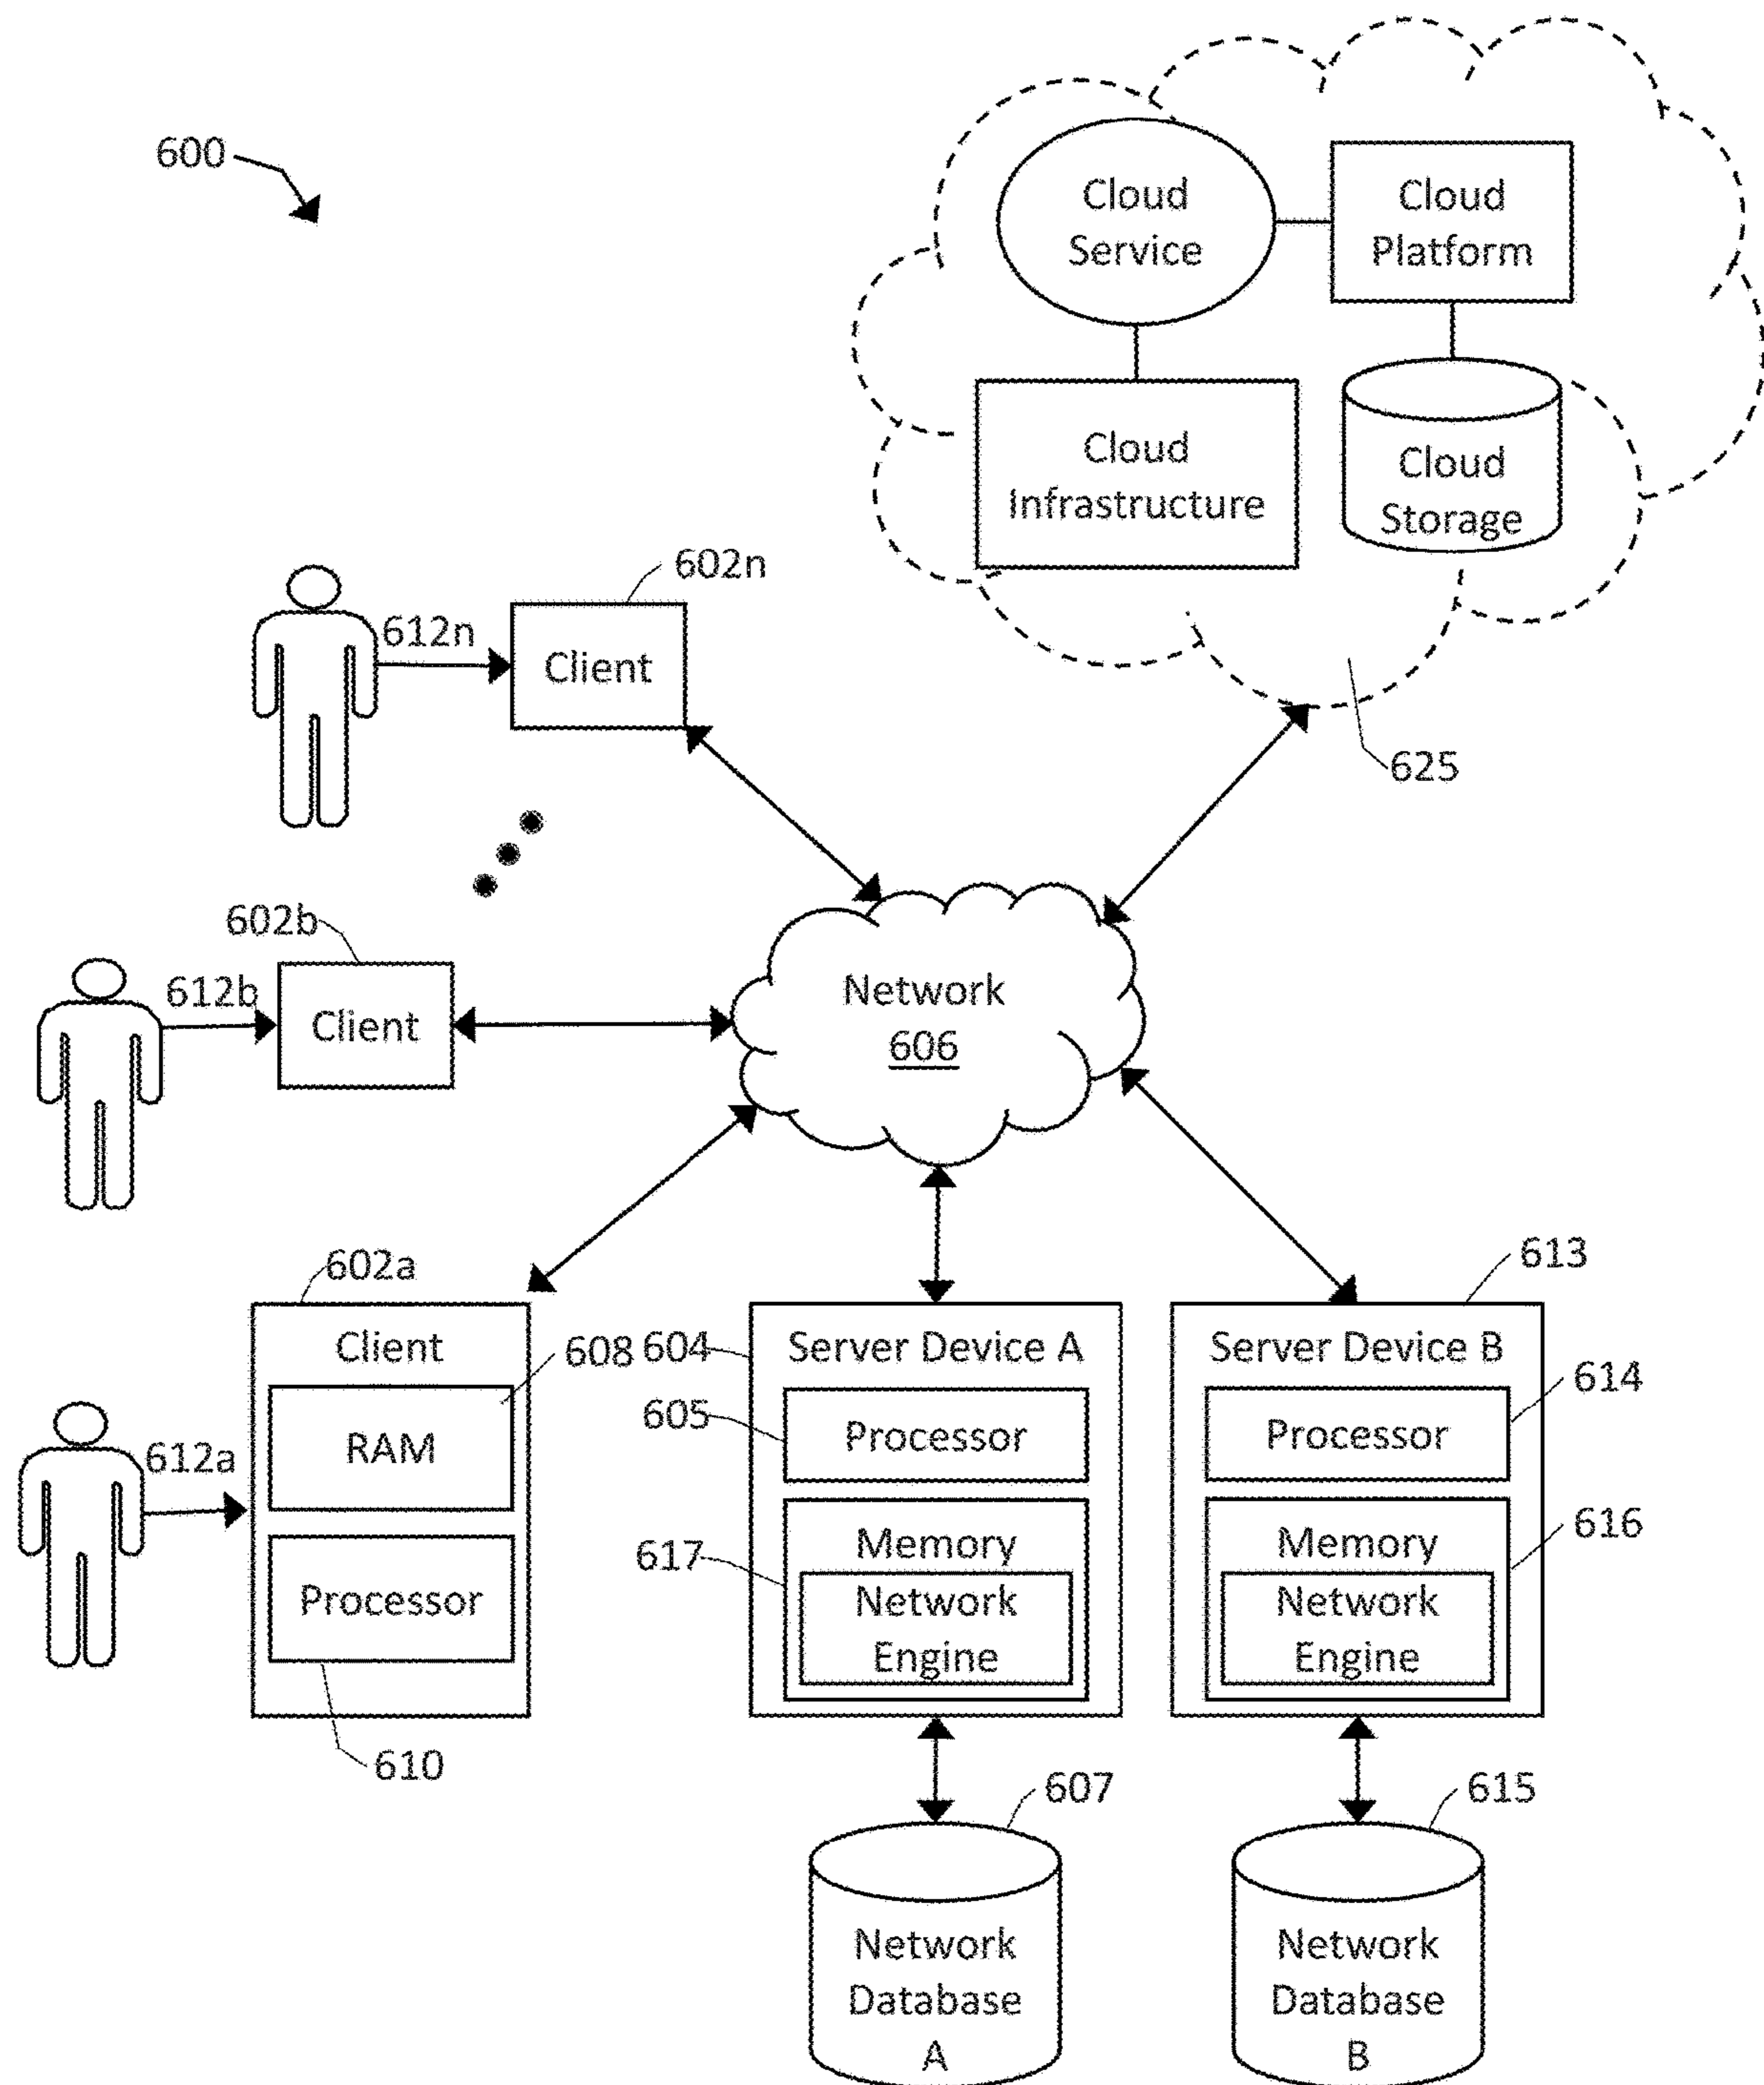 600
Cloud
Service
Cloud
Platform
Cloud
Infrastructure
Cloud
Storage
602n
612n
Client
625
602b
612b
Client
Network
606
602a
613
Client
608
604
Server Device A
Server Device B
614
RAM
605
Processor
Processor
612a
Memory
Memory
616
617
Processor
Network
Engine
Network
Engine
610
607
615
Network
Database
A
Network
Database
B